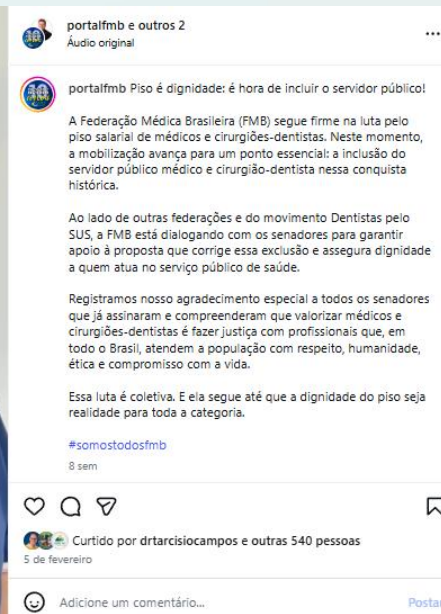 portalfmb e outros 2
Áudio original
portalfmb Piso é dignidade: é hora de incluir o servidor público!
A Federação Médica Brasileira (FMB) segue firme na luta pelo
piso salarial de médicos e cirurgiões-dentistas. Neste momento,
a mobilização avança para um ponto essencial: a inclusão do
servidor público médico e cirurgião-dentista nessa conquista
histórica.
Ao lado de outras federações e do movimento Dentistas pelo
SUS, a FMB está dialogando com os senadores para garantir
apoio à proposta que corrige essa exclusão e assegura dignidade
a quem atua no serviço público de saúde.
Registramos nosso agradecimento especial a todos os senadores
que já assinaram e compreenderam que valorizar médicos e
cirurgiões-dentistas é fazer justiça com profissionais que, em
todo o Brasil, atendem a população com respeito, humanidade,
ética e compromisso com a vida.
Essa luta é coletiva. E ela segue até que a dignidade do piso seja
realidade para toda a categoria.
#somostodosfmb
8 sem
Curtido por drtarcisiocampos e outras 540 pessoas
5 de fevereiro
Adicione um comentário...
Postar